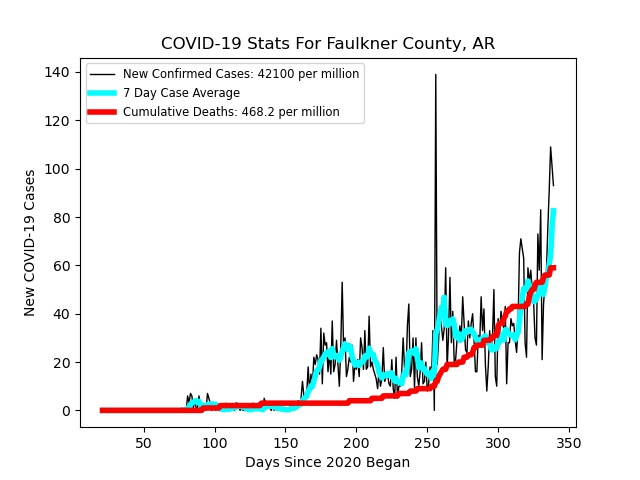 COVID-19 Stats For Faulkner County, AR
New Confirmed Cases: 42100 per million
7 Day Case Average
Cumulative Deaths: 468.2 per million
New COVID-19 Cases
140
120
100
80
60
40
20
0
50 100 150 200 250 300 350
Days Since 2020 Began